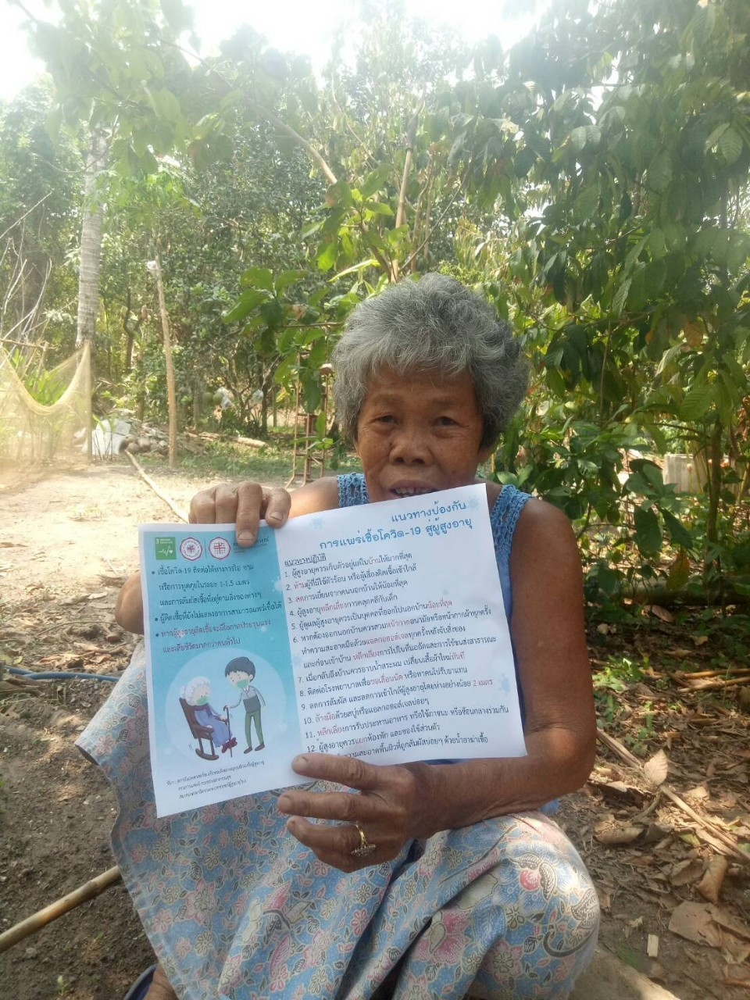 แนวทางป้องกัน
การแพร่เชื้อโควิด-19 สู่ผู้สูงอายุ
• เชื้อโควิด-19 ติดต่อได้ทางการไอ จาม
หรือการพูดคุยในระยะ 1-1.5 เมตร
และการสัมผัสเชื้อที่อยู่ตามสิ่งของต่างๆ
• ผู้ติดเชื้อที่ยังไม่แสดงอาการสามารถแพร่เชื้อได้
• หากผู้สูงอายุติดเชื้อจะมีโอกาสป่วยรุนแรง
และเสียชีวิตมากกว่าคนทั่วไป
แนวทางปฏิบัติ
1. ผู้สูงอายุควรเก็บตัวอยู่แต่ในบ้านให้มากที่สุด
2. ห้ามผู้ที่มีไข้ตัวร้อน หรือผู้เสี่ยงติดเชื้อเข้าใกล้
3. ลดการเยี่ยมจากคนนอกบ้านให้น้อยที่สุด
4. ผู้สูงอายุหลีกเลี่ยงการคลุกคลีกับเด็ก
5. ผู้ดูแลผู้สูงอายุควรเป็นบุคคลที่ออกไปนอกบ้านน้อยที่สุด
6. หากต้องออกนอกบ้านควรสวมหน้ากากอนามัยหรือหน้ากากผ้าทุกครั้ง
ทำความสะอาดมือด้วยแอลกอฮอล์เจลทุกครั้งหลังจับสิ่งของ
และก่อนเข้าบ้าน หลีกเลี่ยงการไปในที่แออัดและการใช้ขนส่งสาธารณะ
7. เมื่อกลับถึงบ้านควรอาบน้ำสระผม เปลี่ยนเสื้อผ้าใหม่ทันที
8. ติดต่อโรงพยาบาลเพื่อขอเลื่อนนัด หรือหาคนไปรับยาแทน
9. ลดการสัมผัส และลดการเข้าใกล้ผู้สูงอายุโดยห่างอย่างน้อย 2 เมตร
10. ล้างมือด้วยสบู่หรือแอลกอฮอล์เจลบ่อยๆ
11. หลีกเลี่ยงการรับประทานอาหาร หรือใช้ภาชนะ หรือช้อนกลางร่วมกัน
12 ผู้สูงอายุควรแยกห้องพัก และของใช้ส่วนตัว
ความสะอาดพื้นผิวที่ถูกสัมผัสบ่อยๆ ด้วยน้ำยาฆ่าเชื้อ